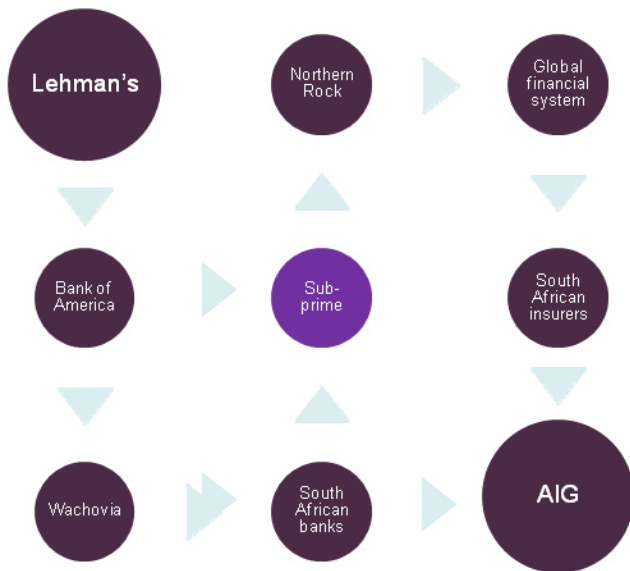 Lehman's
Northern
Rock
Global
financial
system
Bank of
America
Sub-
prime
South
African
insurers
Wachovia
South
African
banks
AIG